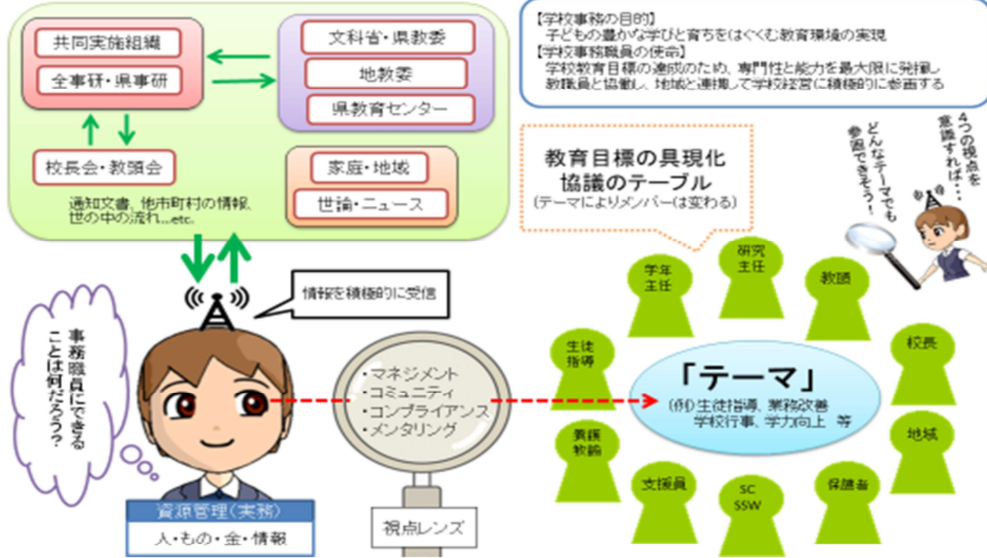 共同実施組織
全事研・県事研
校長会・教頭会
文科省・県教委
地教委
県教育センター
家庭・地域
世論・ニュース
通知文書、他市町村の情報、
世の中の流れ...etc.
【学校事務の目的】
子どもの豊かな学びと育ちをはぐくむ教育環境の実現
【学校事務職員の使命】
学校教育目標の達成のため、専門性と能力を最大限に発揮し
教職員と協働し、地域と連携して学校経営に積極的に参画する
教育目標の具現化
協議のテーブル
(テーマによりメンバーは変わる)
4つの視点を
意識すれば・・・
どんなテーマでも
参画できそう!
情報を積極的に受信
事務職員にできる
ことは何だろう?
・マネジメント
・コミュニティ
・コンプライアンス
・メンタリング
視点レンズ
資源管理(実務)
人・もの・金・情報
「テーマ」
(例)生徒指導、業務改善
学校行事、学力向上 等
学年
主任
研究
主任
教頭
校長
地域
保護者
SC
SSW
支援員
養護
教諭
生徒
指導